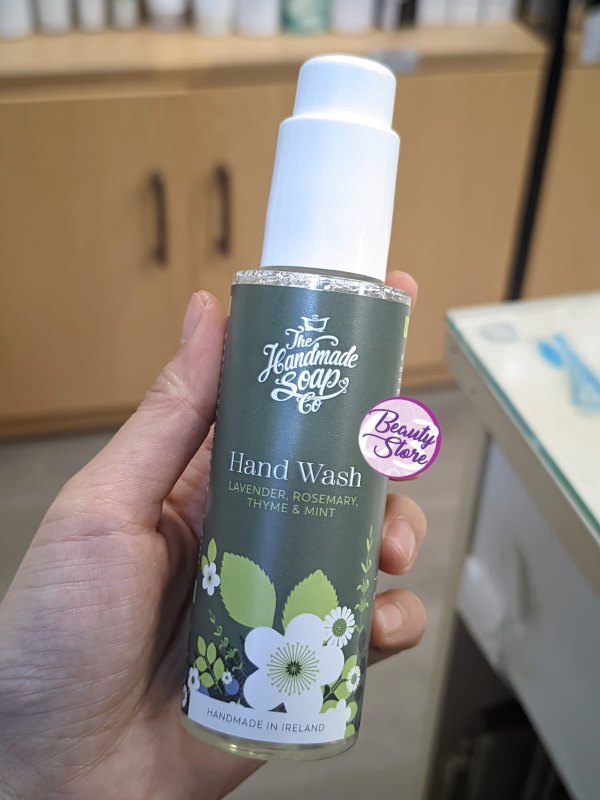 The
Handmade
Soap
Co
Beauty
Store
Hand Wash
LAVENDER, ROSEMARY,
THYME & MINT
HANDMADE IN IRELAND